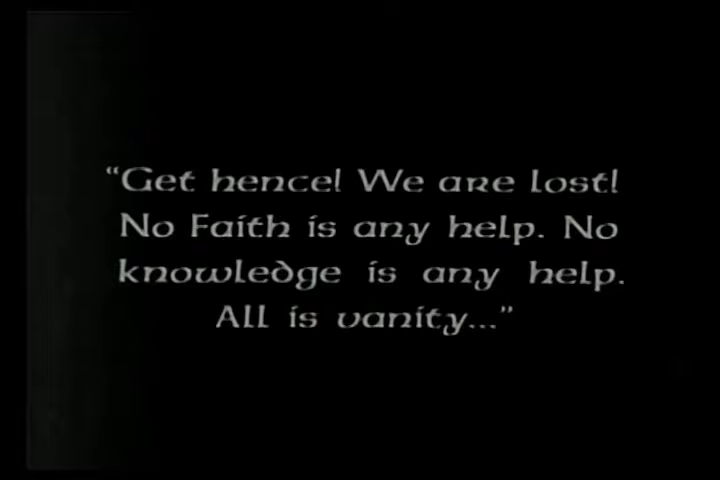 “Get hence! We are lost!
No Faith is any help. No
knowledge is any help.
All is vanity...”